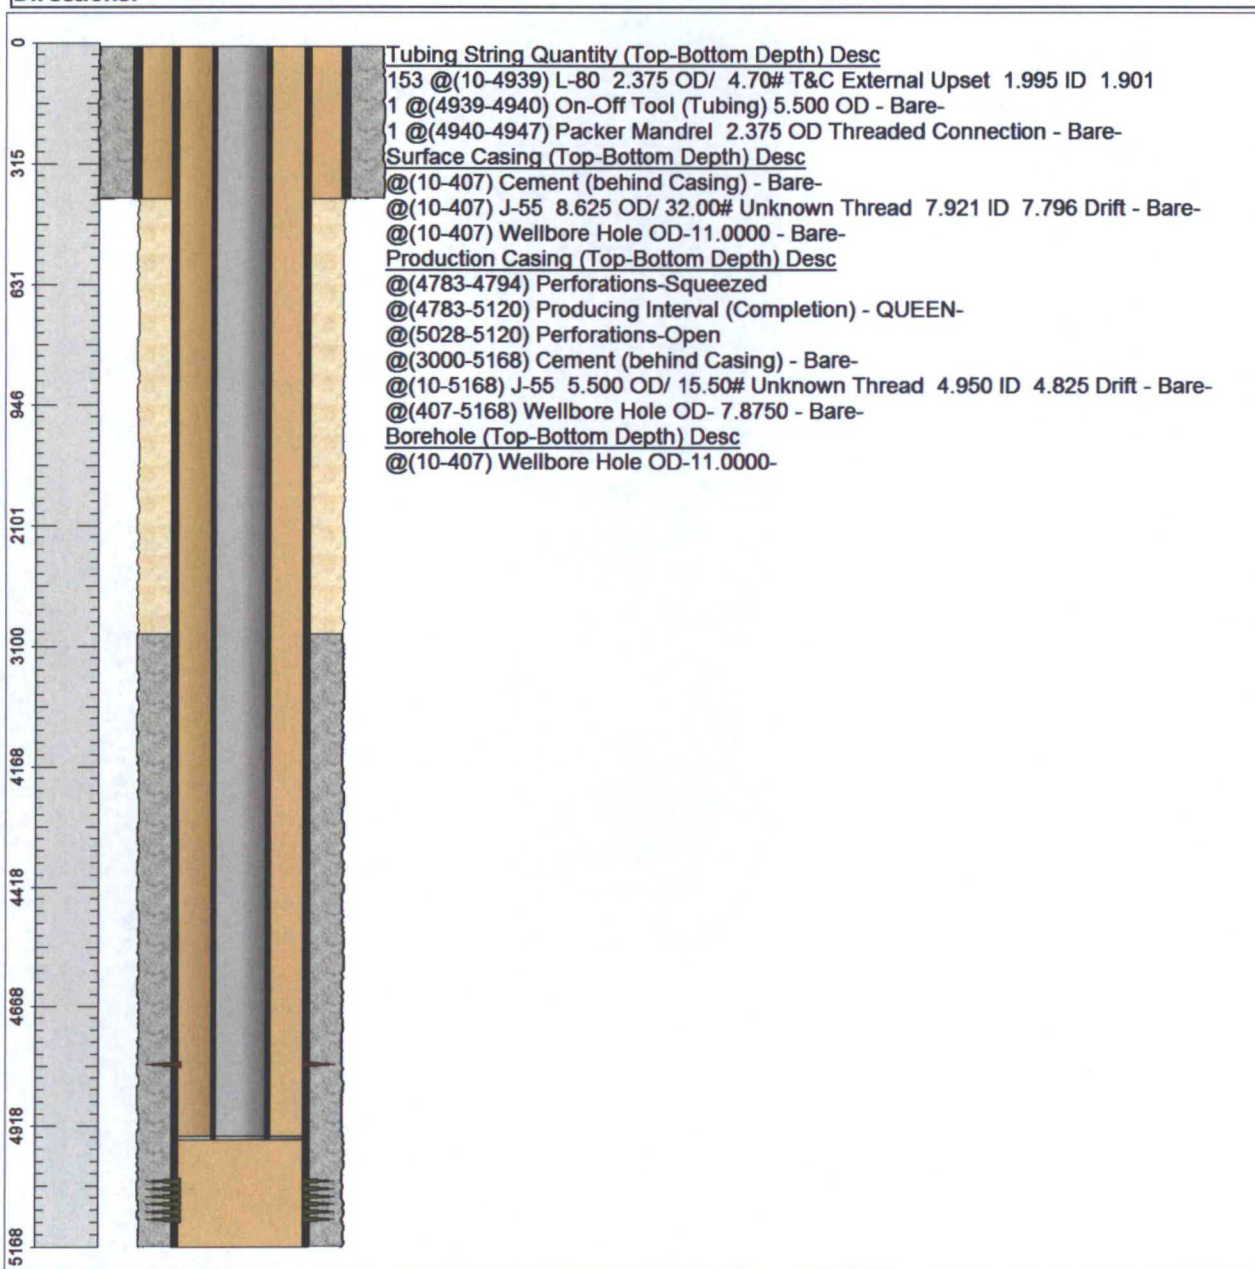 Tubing String Quantity (Top-Bottom Depth) Desc
153 @(10-4939) L-80 2.375 OD/ 4.70# T&C External Upset 1.995 ID 1.901
1 @(4939-4940) On-Off Tool (Tubing) 5.500 OD - Bare-
1 @(4940-4947) Packer Mandrel 2.375 OD Threaded Connection - Bare-
Surface Casing (Top-Bottom Depth) Desc
@(10-407) Cement (behind Casing) - Bare-
@(10-407) J-55 8.625 OD/ 32.00# Unknown Thread 7.921 ID 7.796 Drift - Bare-
@(10-407) Wellbore Hole OD-11.0000 - Bare-
Production Casing (Top-Bottom Depth) Desc
@(4783-4794) Perforations-Squeezed
@(4783-5120) Producing Interval (Completion) - QUEEN-
@(5028-5120) Perforations-Open
@(3000-5168) Cement (behind Casing) - Bare-
@(10-5168) J-55 5.500 OD/ 15.50# Unknown Thread 4.950 ID 4.825 Drift - Bare-
@(407-5168) Wellbore Hole OD- 7.8750 - Bare-
Borehole (Top-Bottom Depth) Desc
@(10-407) Wellbore Hole OD-11.0000-
0
315
631
946
2101
3100
4168
4418
4668
4918
5168